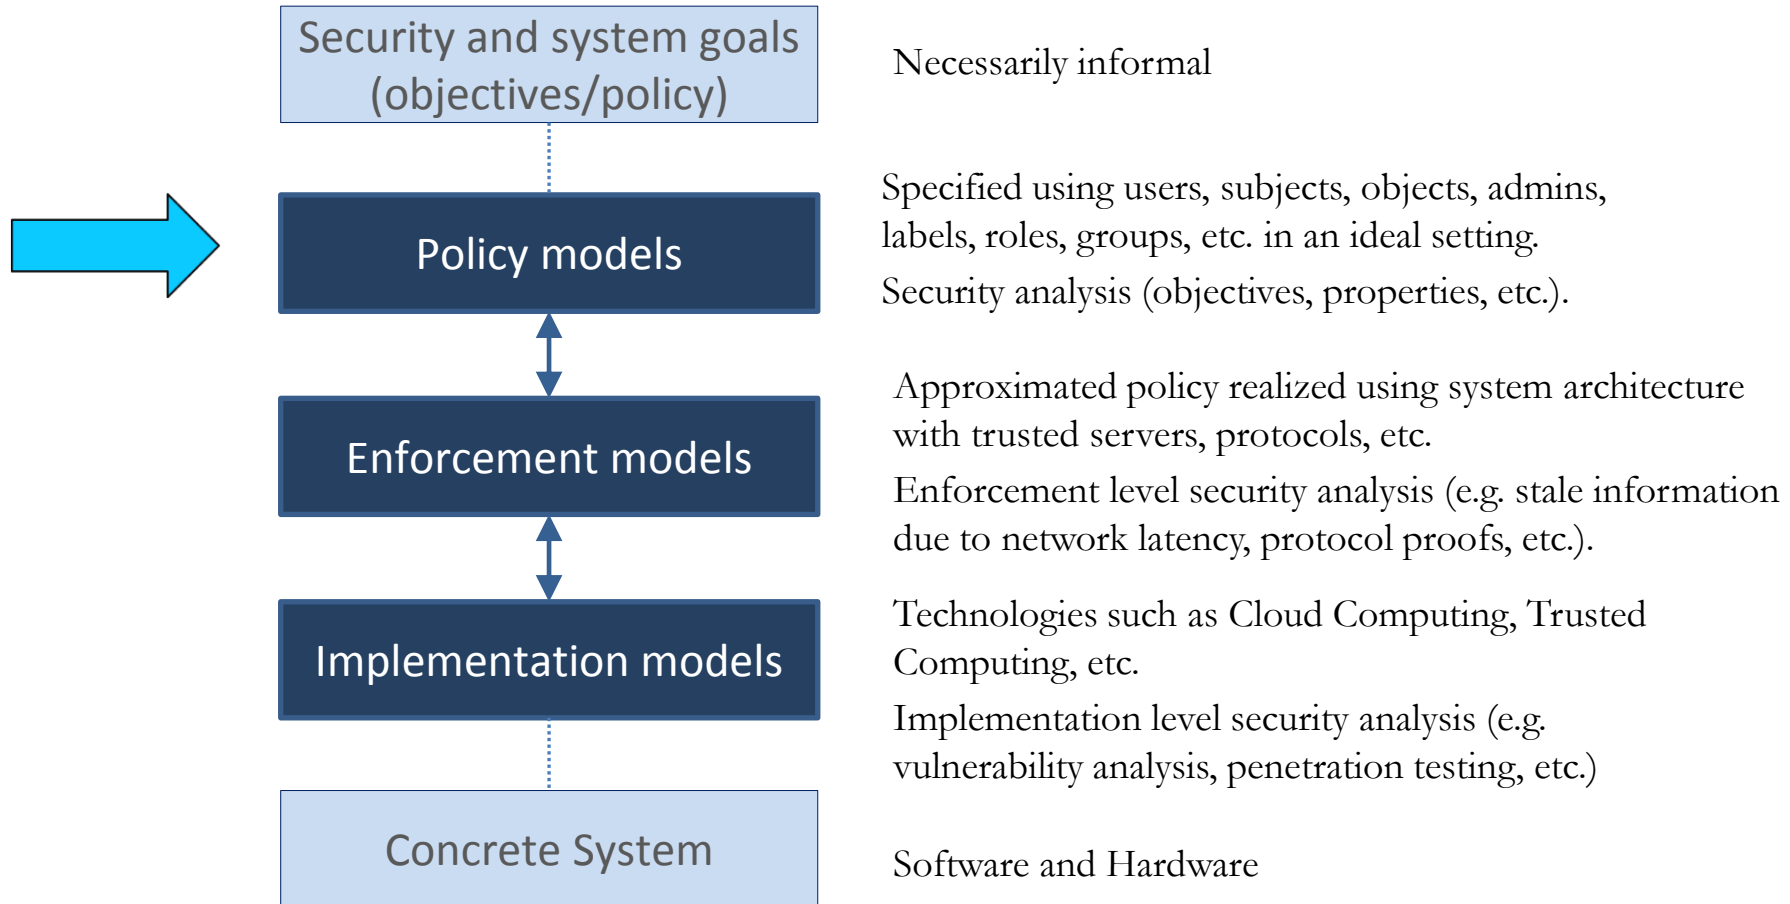 Security and system goals
(objectives/policy)
Necessarily informal
Policy models
Specified using users, subjects, objects, admins,
labels, roles, groups, etc. in an ideal setting.
Security analysis (objectives, properties, etc.).
Enforcement models
Approximated policy realized using system architecture
with trusted servers, protocols, etc.
Enforcement level security analysis (e.g. stale information
due to network latency, protocol proofs, etc.).
Implementation models
Technologies such as Cloud Computing, Trusted
Computing, etc.
Implementation level security analysis (e.g.
vulnerability analysis, penetration testing, etc.)
Concrete System
Software and Hardware